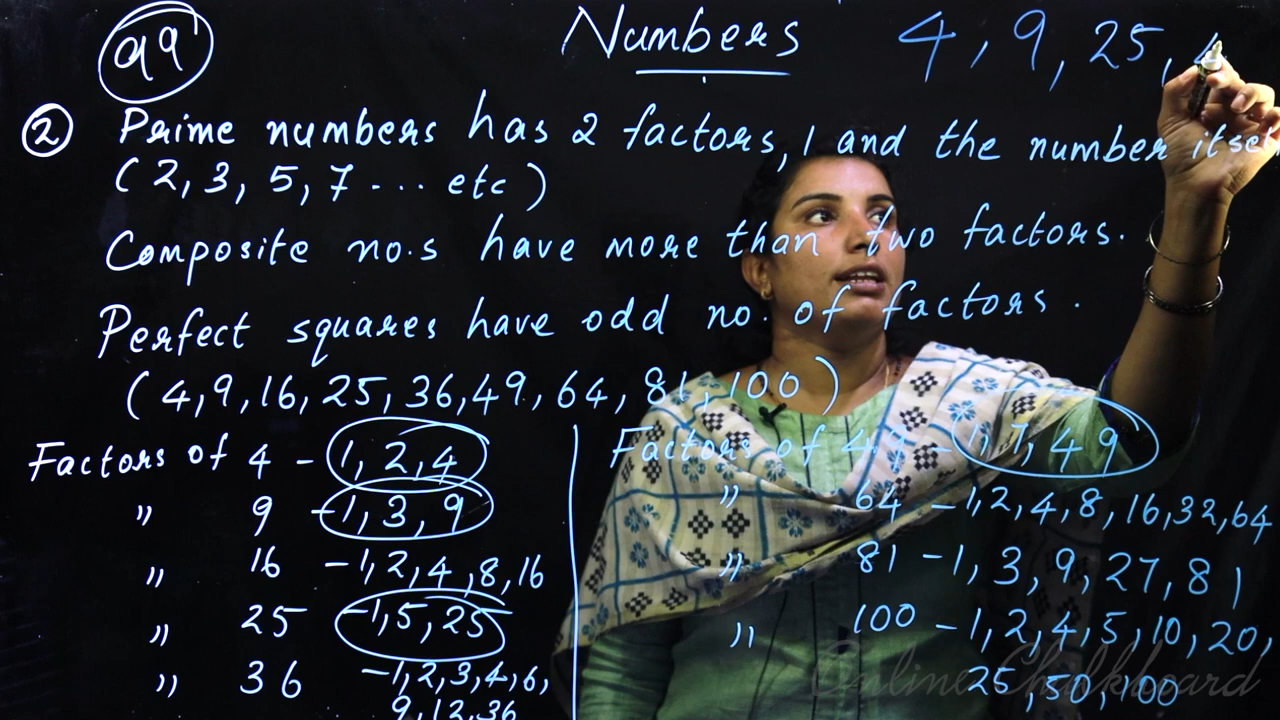 99
Numbers 4, 9, 25, 4
② Prime numbers has 2 factors, 1 and the number itsel
(2, 3, 5, 7 ... etc)
Composite no.s have more than two factors.
Perfect squares have odd no. of factors.
(4, 9, 16, 25, 36, 49, 64, 81, 100)
Factors of 4 - 1, 2, 4
" 9 - 1, 3, 9
" 16 - 1, 2, 4, 8, 16
" 25 - 1, 5, 25
" 36 - 1, 2, 3, 4, 6,
9, 12, 36
Factors of 49 - 1, 7, 49
" 64 - 1, 2, 4, 8, 16, 32, 64
" 81 - 1, 3, 9, 27, 81
" 100 - 1, 2, 4, 5, 10, 20,
25, 50, 100
Online Chalkboard